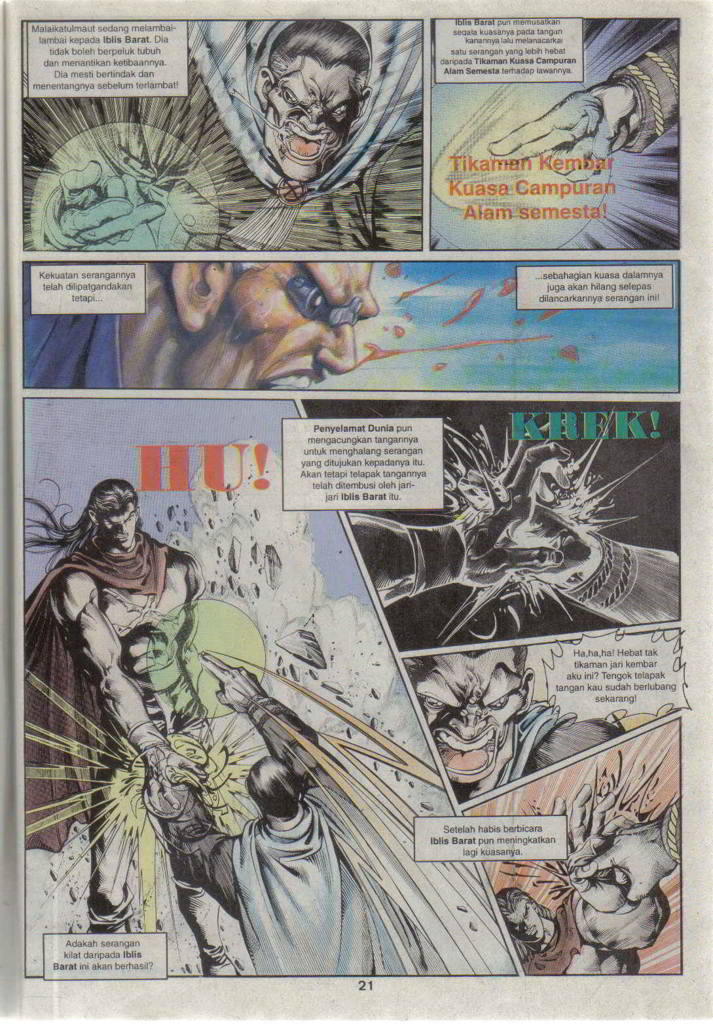 Malaikatulmaut sedang melambai-
lambai kepada Iblis Barat. Dia
tidak boleh berpeluk tubuh
dan menantikan ketibaannya.
Dia mesti bertindak dan
menentangnya sebelum terlambat!
Iblis Barat pun memusatkan
segala kuasanya pada tangan
kanannya lalu melancarkan
satu serangan yang lebih hebat
daripada Tikaman Kuasa Campuran
Alam Semesta terhadap lawannya.
Tikaman Kembar
Kuasa Campuran
Alam semesta!
Kekuatan serangannya
telah dilipatgandakan
tetapi...
...sebahagian kuasa dalamnya
juga akan hilang selepas
dilancarkannya serangan ini!
HU!
Penyelamat Dunia pun
mengacungkan tangannya
untuk menghalang serangan
yang ditujukan kepadanya itu.
Akan tetapi telapak tangannya
telah ditembusi oleh jari-
jari Iblis Barat itu.
KREK!
Ha,ha,ha! Hebat tak
tikaman jari kembar
aku ini? Tengok telapak
tangan kau sudah berlubang
sekarang!
Setelah habis berbicara
Iblis Barat pun meningkatkan
lagi kuasanya.
Adakah serangan
kilat daripada Iblis
Barat ini akan berhasil?
21